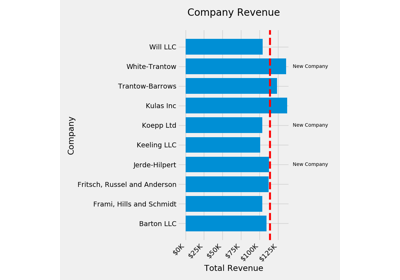 Company Revenue
Will LLC
White-Trantow
New Company
Trantow-Barrows
Kulas Inc
Koepp Ltd
New Company
Keeling LLC
Jerde-Hilpert
New Company
Fritsch, Russel and Anderson
Frami, Hills and Schmidt
Barton LLC
Company
$0K
$25K
$50K
$75K
$100K
$125K
Total Revenue